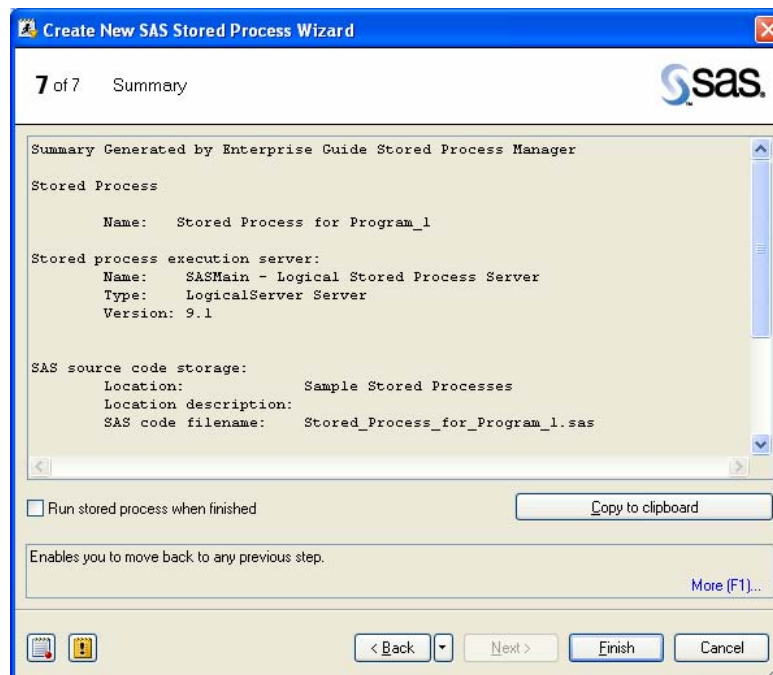 Create New SAS Stored Process Wizard
7 of 7 Summary
sas.
Summary Generated by Enterprise Guide Stored Process Manager
Stored Process
Name: Stored Process for Program_1
Stored process execution server:
Name: SASMain - Logical Stored Process Server
Type: LogicalServer Server
Version: 9.1
SAS source code storage:
Location: Sample Stored Processes
Location description:
SAS code filename: Stored_Process_for_Program_1.sas
Run stored process when finished
Copy to clipboard
Enables you to move back to any previous step.
More (F1)...
< Back
Next >
Finish
Cancel